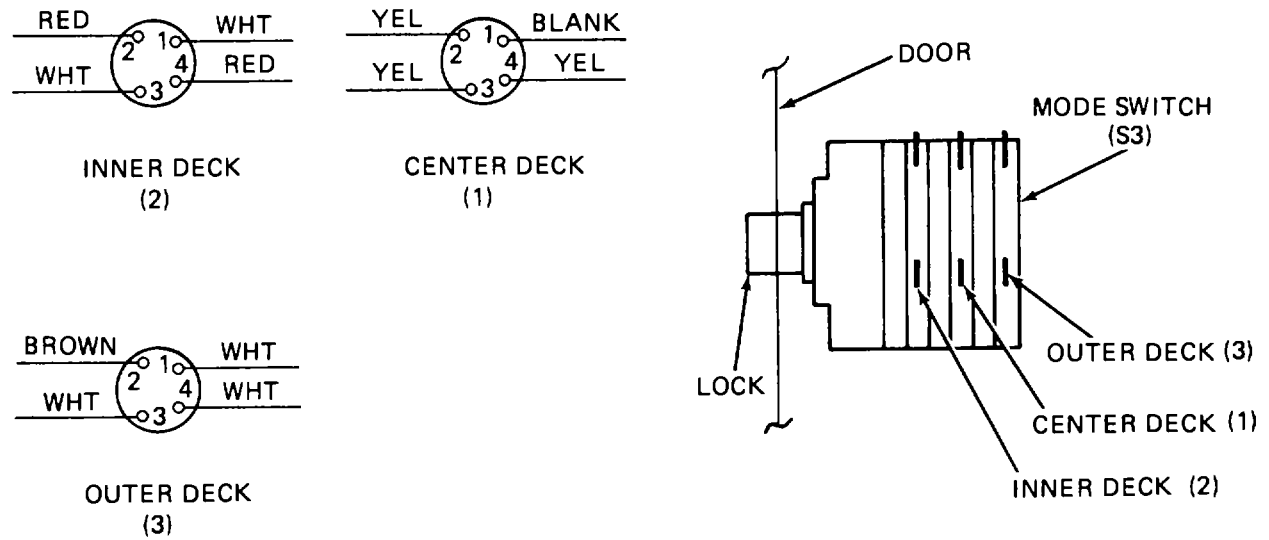 RED
WHT
2
1
4
3
WHT
RED
INNER DECK
(2)
YEL
BLANK
2
1
4
3
YEL
YEL
CENTER DECK
(1)
BROWN
WHT
2
1
4
3
WHT
WHT
OUTER DECK
(3)
DOOR
MODE SWITCH
(S3)
LOCK
OUTER DECK (3)
CENTER DECK (1)
INNER DECK (2)